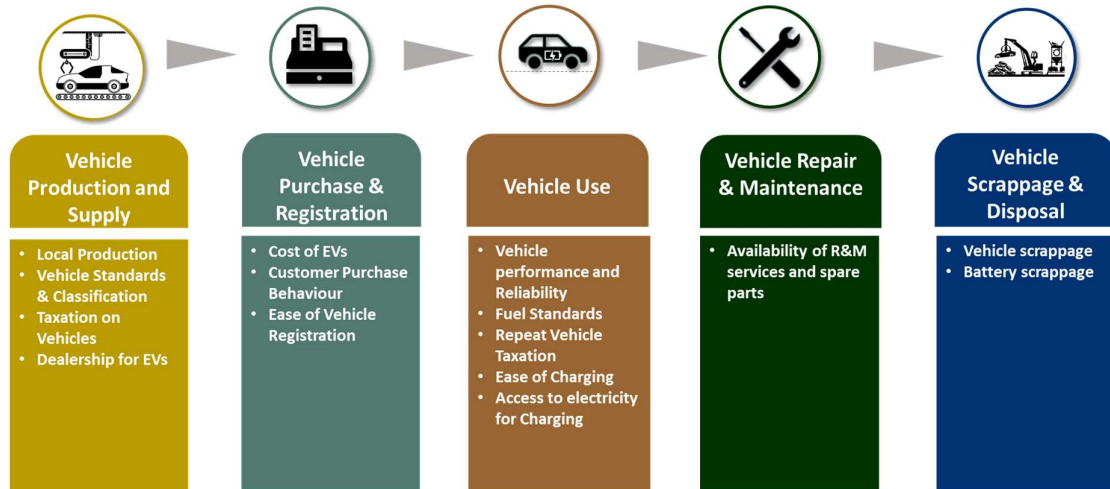 Vehicle
Production and
Supply
• Local Production
• Vehicle Standards
& Classification
• Taxation on
Vehicles
• Dealership for EVs
Vehicle
Purchase &
Registration
• Cost of EVs
• Customer Purchase
Behaviour
• Ease of Vehicle
Registration
Vehicle Use
• Vehicle
performance and
Reliability
• Fuel Standards
• Repeat Vehicle
Taxation
• Ease of Charging
• Access to electricity
for Charging
Vehicle Repair
& Maintenance
• Availability of R&M
services and spare
parts
Vehicle
Scrappage &
Disposal
• Vehicle scrappage
• Battery scrappage